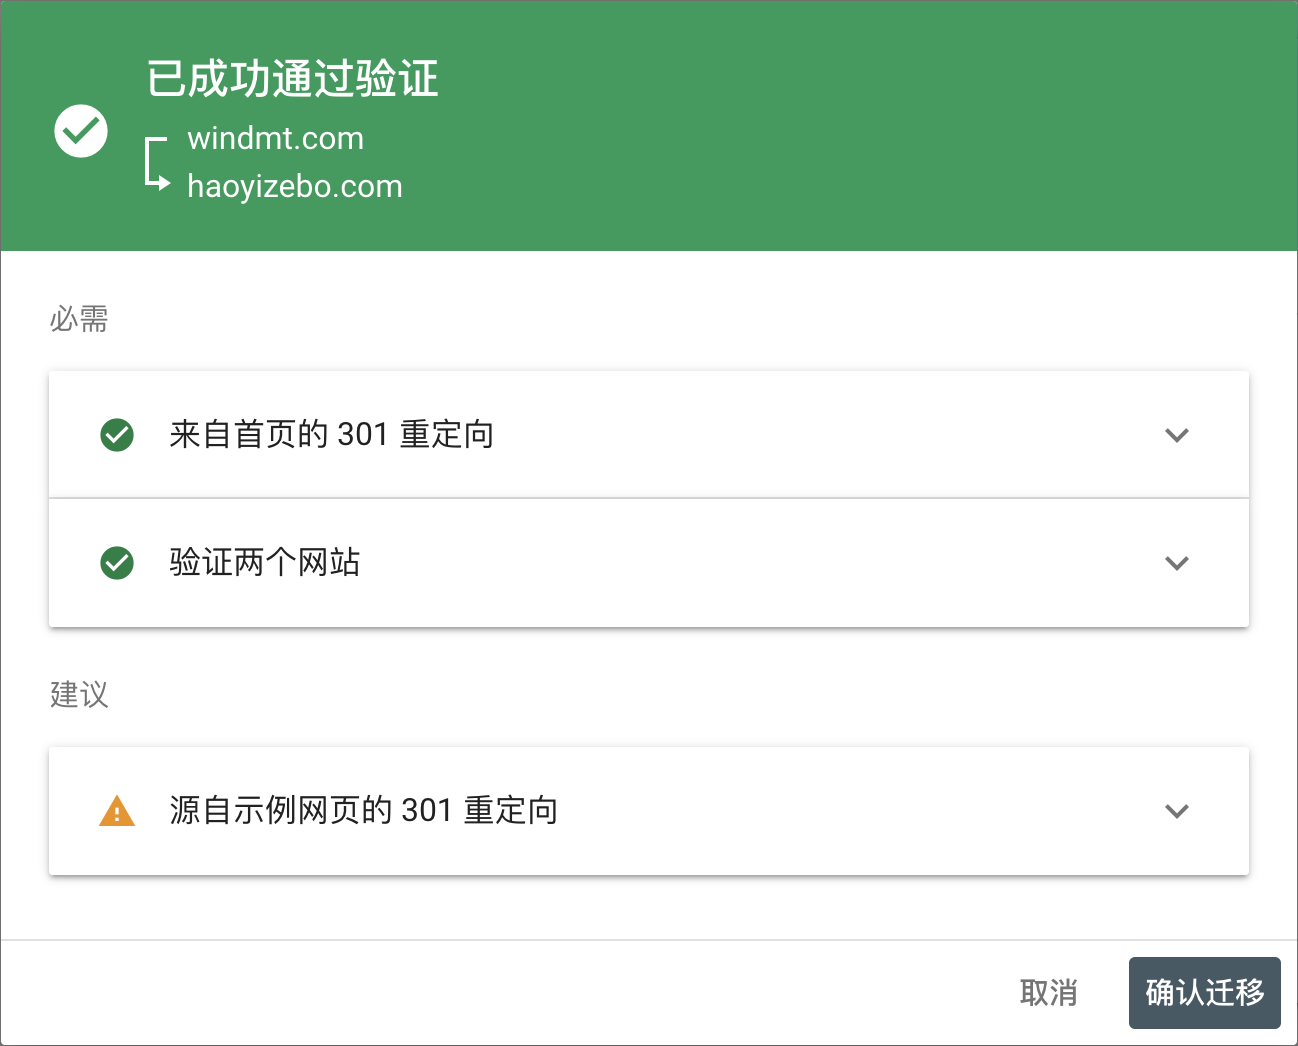 已成功通过验证
windmt.com
haoyizebo.com
必需
来自首页的 301 重定向
验证两个网站
建议
源自示例网页的 301 重定向
取消
确认迁移